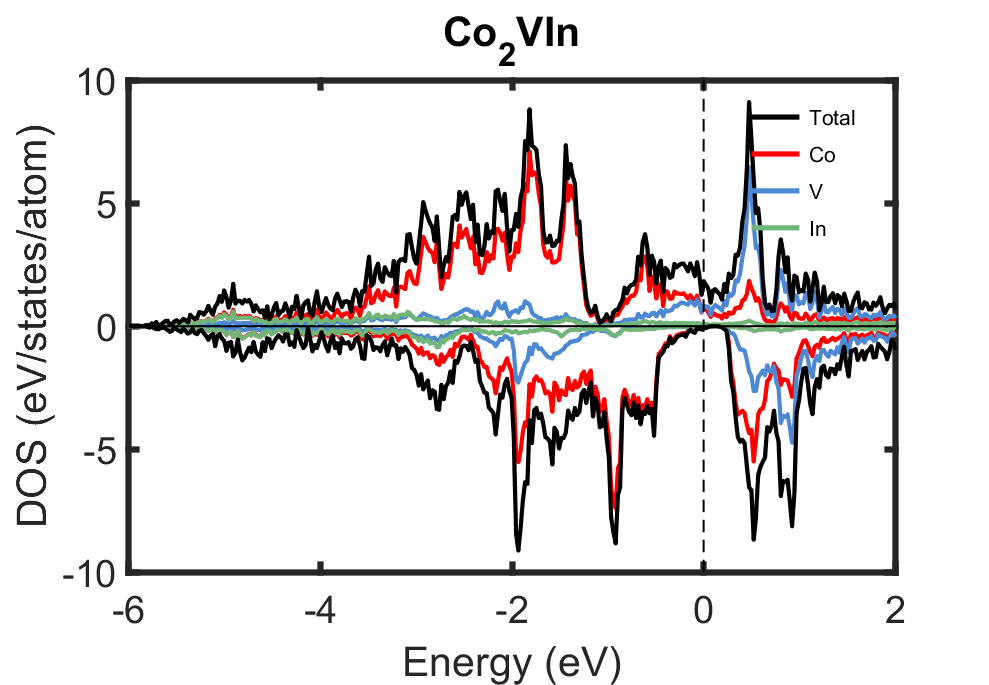 Co₂VIn
10
5
0
-5
-10
DOS (eV/states/atom)
Total
Co
V
In
-6 -4 -2 0 2
Energy (eV)